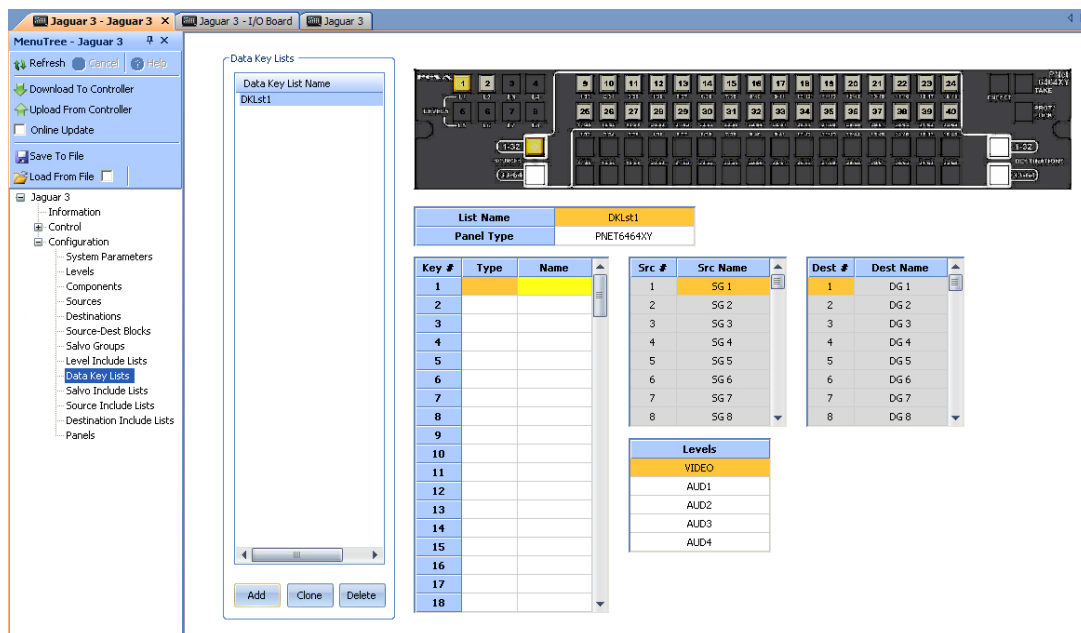 Jaguar 3 - Jaguar 3 X Jaguar 3 - I/O Board Jaguar 3
MenuTree - Jaguar 3
Refresh Cancel Help
Download To Controller
Upload From Controller
Online Update
Save To File
Load From File
Jaguar 3
Information
Control
Configuration
System Parameters
Levels
Components
Sources
Destinations
Source-Dest Blocks
Salvo Groups
Level Include Lists
Data Key Lists
Salvo Include Lists
Source Include Lists
Destination Include Lists
Panels
Data Key Lists
Data Key List Name
DKLst1
Add Clone Delete
PNet
6464XY
TAKE
1 2 3 4 9 10 11 12 13 14 15 16 17 18 19 20 21 22 23 24
LEVELS 5 6 7 8 25 26 27 28 29 30 31 32 33 34 35 36 37 38 39 40
1-32 1-32
SOURCES DESTINATIONS
33-64 33-64
List Name DKLst1
Panel Type PNET6464XY
Key # Type Name
1
2
3
4
5
6
7
8
9
10
11
12
13
14
15
16
17
18
Src # Src Name
1 SG 1
2 SG 2
3 SG 3
4 SG 4
5 SG 5
6 SG 6
7 SG 7
8 SG 8
Dest # Dest Name
1 DG 1
2 DG 2
3 DG 3
4 DG 4
5 DG 5
6 DG 6
7 DG 7
8 DG 8
Levels
VIDEO
AUD1
AUD2
AUD3
AUD4